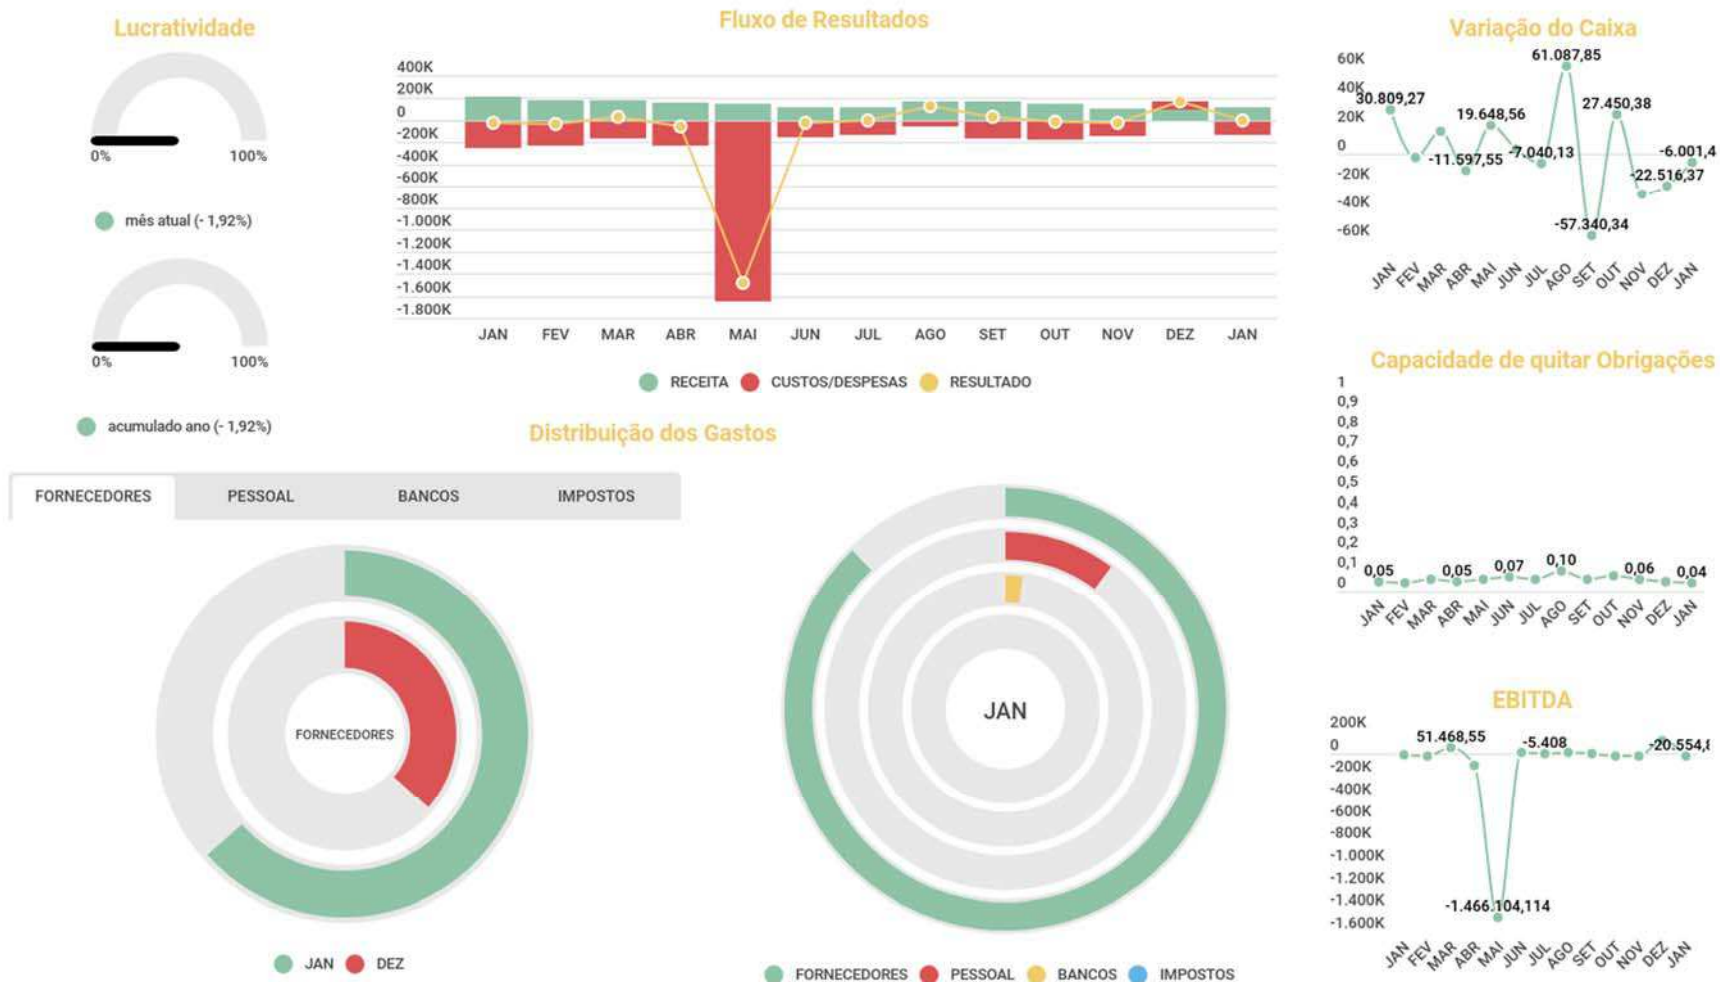 Lucratividade
0%
100%
mês atual (- 1,92%)
0%
100%
acumulado ano (- 1,92%)
Fluxo de Resultados
400K
200K
0
-200K
-400K
-600K
-800K
-1.000K
-1.200K
-1.400K
-1.600K
-1.800K
JAN FEV MAR ABR MAI JUN JUL AGO SET OUT NOV DEZ JAN
RECEITA CUSTOS/DESPESAS RESULTADO
Variação do Caixa
60K
40K
20K
0
-20K
-40K
-60K
30.809,27
-11.597,55
19.648,56
-7.040,13
61.087,85
-57.340,34
27.450,38
-22.516,37
-6.001,4
JAN FEV MAR ABR MAI JUN JUL AGO SET OUT NOV DEZ JAN
Distribuição dos Gastos
FORNECEDORES PESSOAL BANCOS IMPOSTOS
FORNECEDORES
JAN DEZ
JAN
FORNECEDORES PESSOAL BANCOS IMPOSTOS
Capacidade de quitar Obrigações
1
0,9
0,8
0,7
0,6
0,5
0,4
0,3
0,2
0,1
0
0,05 0,05 0,07 0,10 0,06 0,04
JAN FEV MAR ABR MAI JUN JUL AGO SET OUT NOV DEZ JAN
EBITDA
200K
0
-200K
-400K
-600K
-800K
-1.000K
-1.200K
-1.400K
-1.600K
51.468,55
-1.466.104,114
-5.408
-20.554,8
JAN FEV MAR ABR MAI JUN JUL AGO SET OUT NOV DEZ JAN